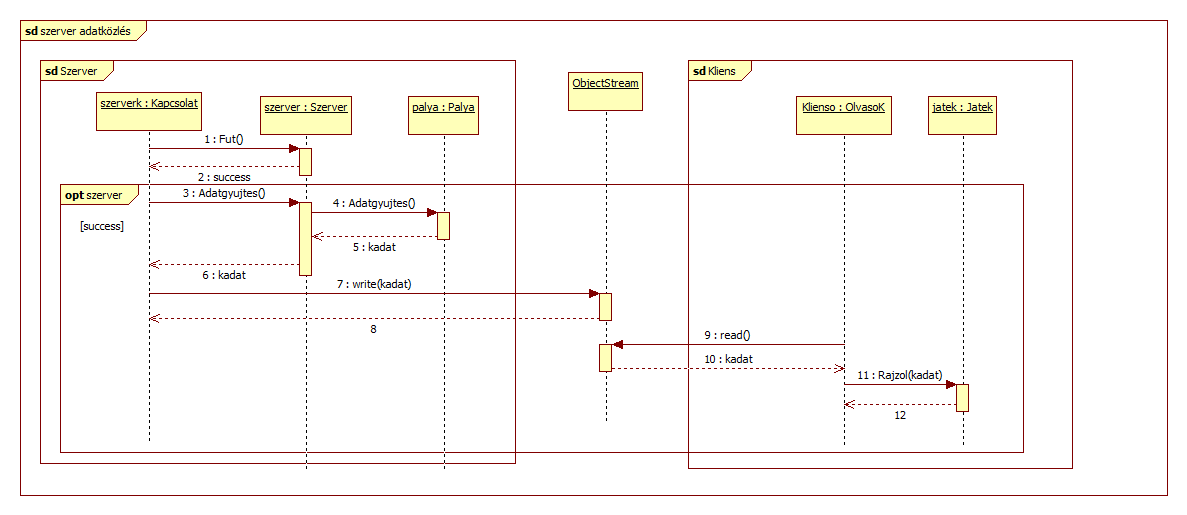 sd szerver adatközlés
sd Szerver
sd Kliens
szerverk : Kapcsolat
szerver : Szerver
palya : Palya
ObjectStream
Klienso : OlvasoK
jatek : Jatek
1 : Fut()
2 : success
opt szerver
[success]
3 : Adatgyujtes()
4 : Adatgyujtes()
5 : kadat
6 : kadat
7 : write(kadat)
8
9 : read()
10 : kadat
11 : Rajzol(kadat)
12